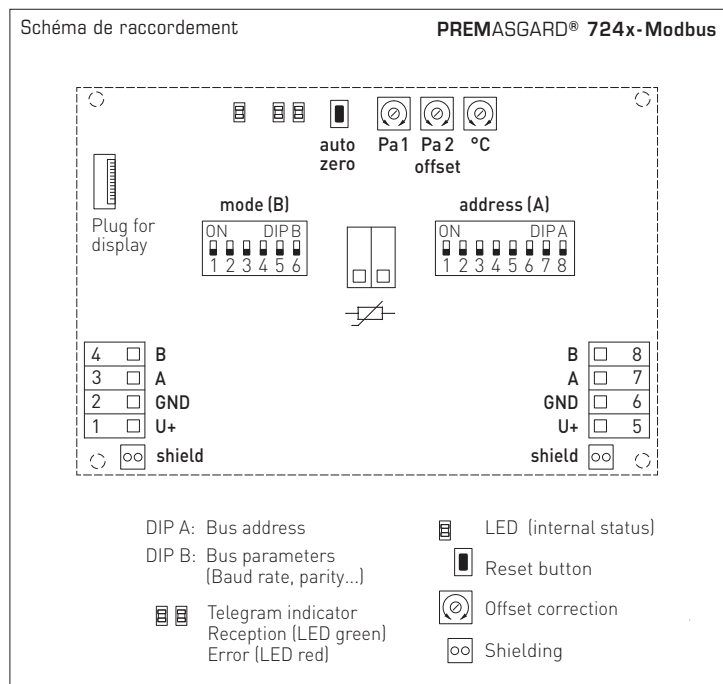 Schéma de raccordement
PREMASGARD® 724x-Modbus
auto
zero
Pa 1
Pa 2
°C
offset
Plug for
display
mode (B)
ON DIP B
1 2 3 4 5 6
address (A)
ON DIP A
1 2 3 4 5 6 7 8
4 B
3 A
2 GND
1 U+
shield
B 8
A 7
GND 6
U+ 5
shield
DIP A: Bus address
DIP B: Bus parameters
(Baud rate, parity...)
Telegram indicator
Reception (LED green)
Error (LED red)
LED (internal status)
Reset button
Offset correction
Shielding